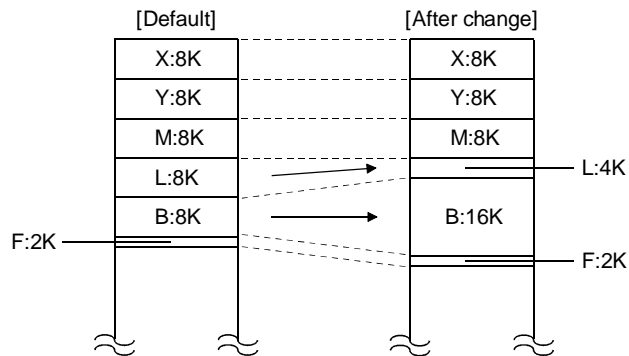 [Default]
[After change]
X:8K
X:8K
Y:8K
Y:8K
M:8K
M:8K
L:8K
L:4K
B:8K
B:16K
F:2K
F:2K